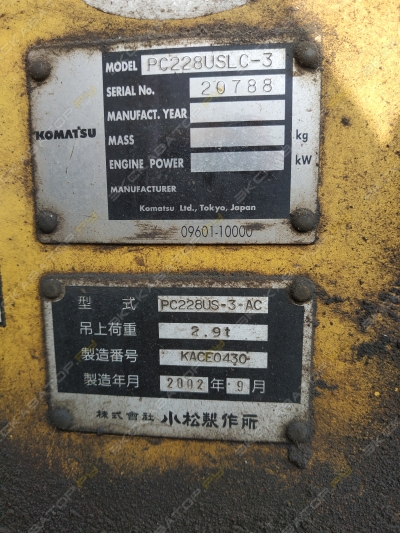 MODEL PC228USLC-3
SERIAL No. 20788
MANUFACT. YEAR
KOMATSU
MASS kg
ENGINE POWER kW
MANUFACTURER
Komatsu Ltd., Tokyo, Japan
09601-10000
型式 PC228US-3-AC
吊上荷重 2.9t
製造番号 KACE0430
製造年月 2002年9月
株式會社 小松製作所